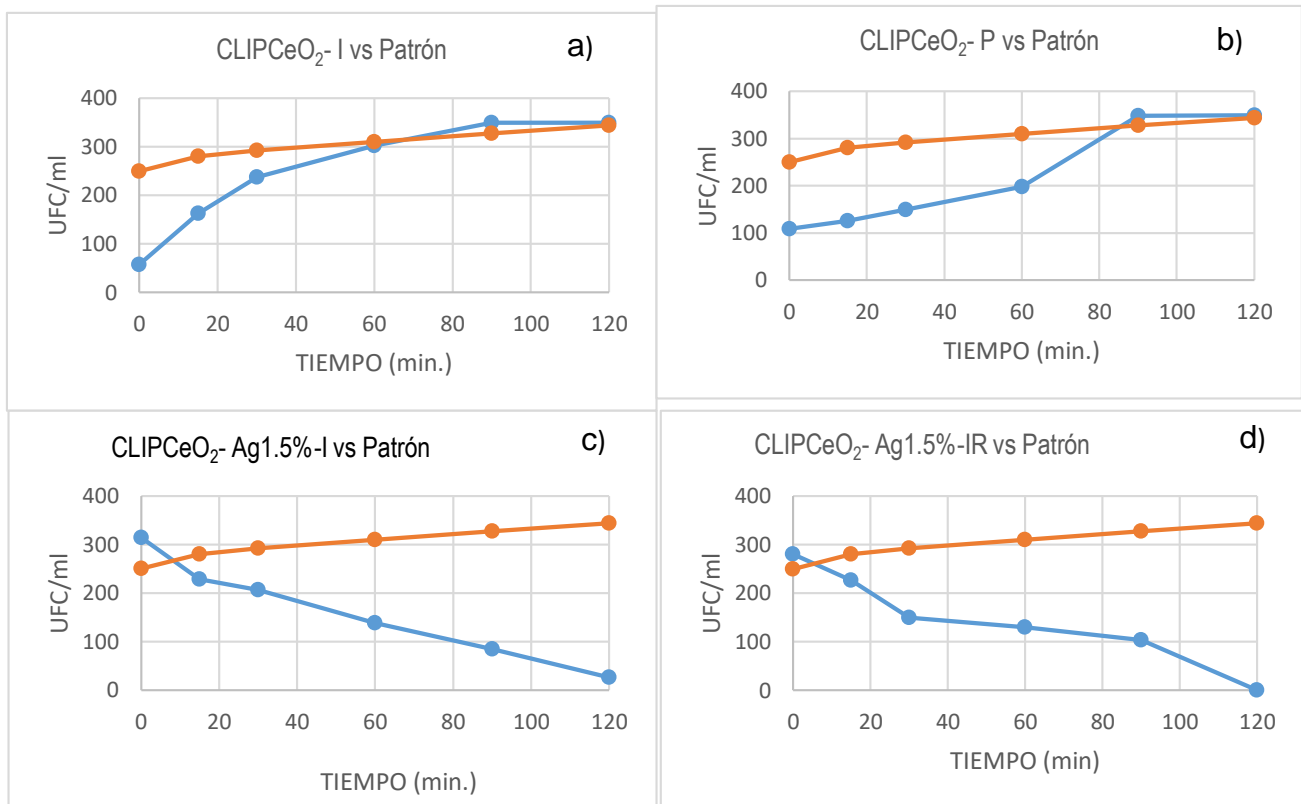 CLIPCeO₂- I vs Patrón
a)
UFC/ml
400
300
200
100
0
0 20 40 60 80 100 120
TIEMPO (min.)
CLIPCeO₂- P vs Patrón
b)
UFC/ml
400
300
200
100
0
0 20 40 60 80 100 120
TIEMPO (min.)
CLIPCeO₂- Ag1.5%-I vs Patrón
c)
UFC/ml
400
300
200
100
0
0 20 40 60 80 100 120
TIEMPO (min.)
CLIPCeO₂- Ag1.5%-IR vs Patrón
d)
UFC/ml
400
300
200
100
0
0 20 40 60 80 100 120
TIEMPO (min.)